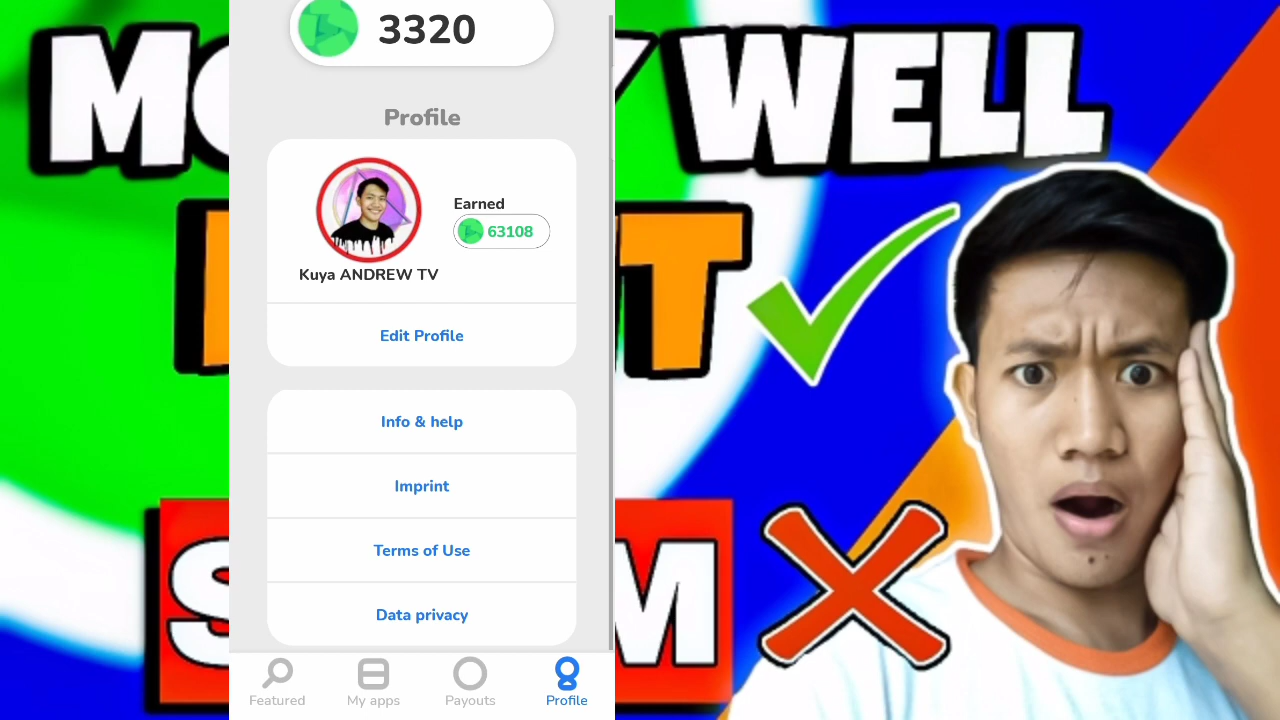 3320
WELL
Profile
Earned
63108
Kuya ANDREW TV
Edit Profile
Info & help
Imprint
Terms of Use
Data privacy
Featured
My apps
Payouts
Profile